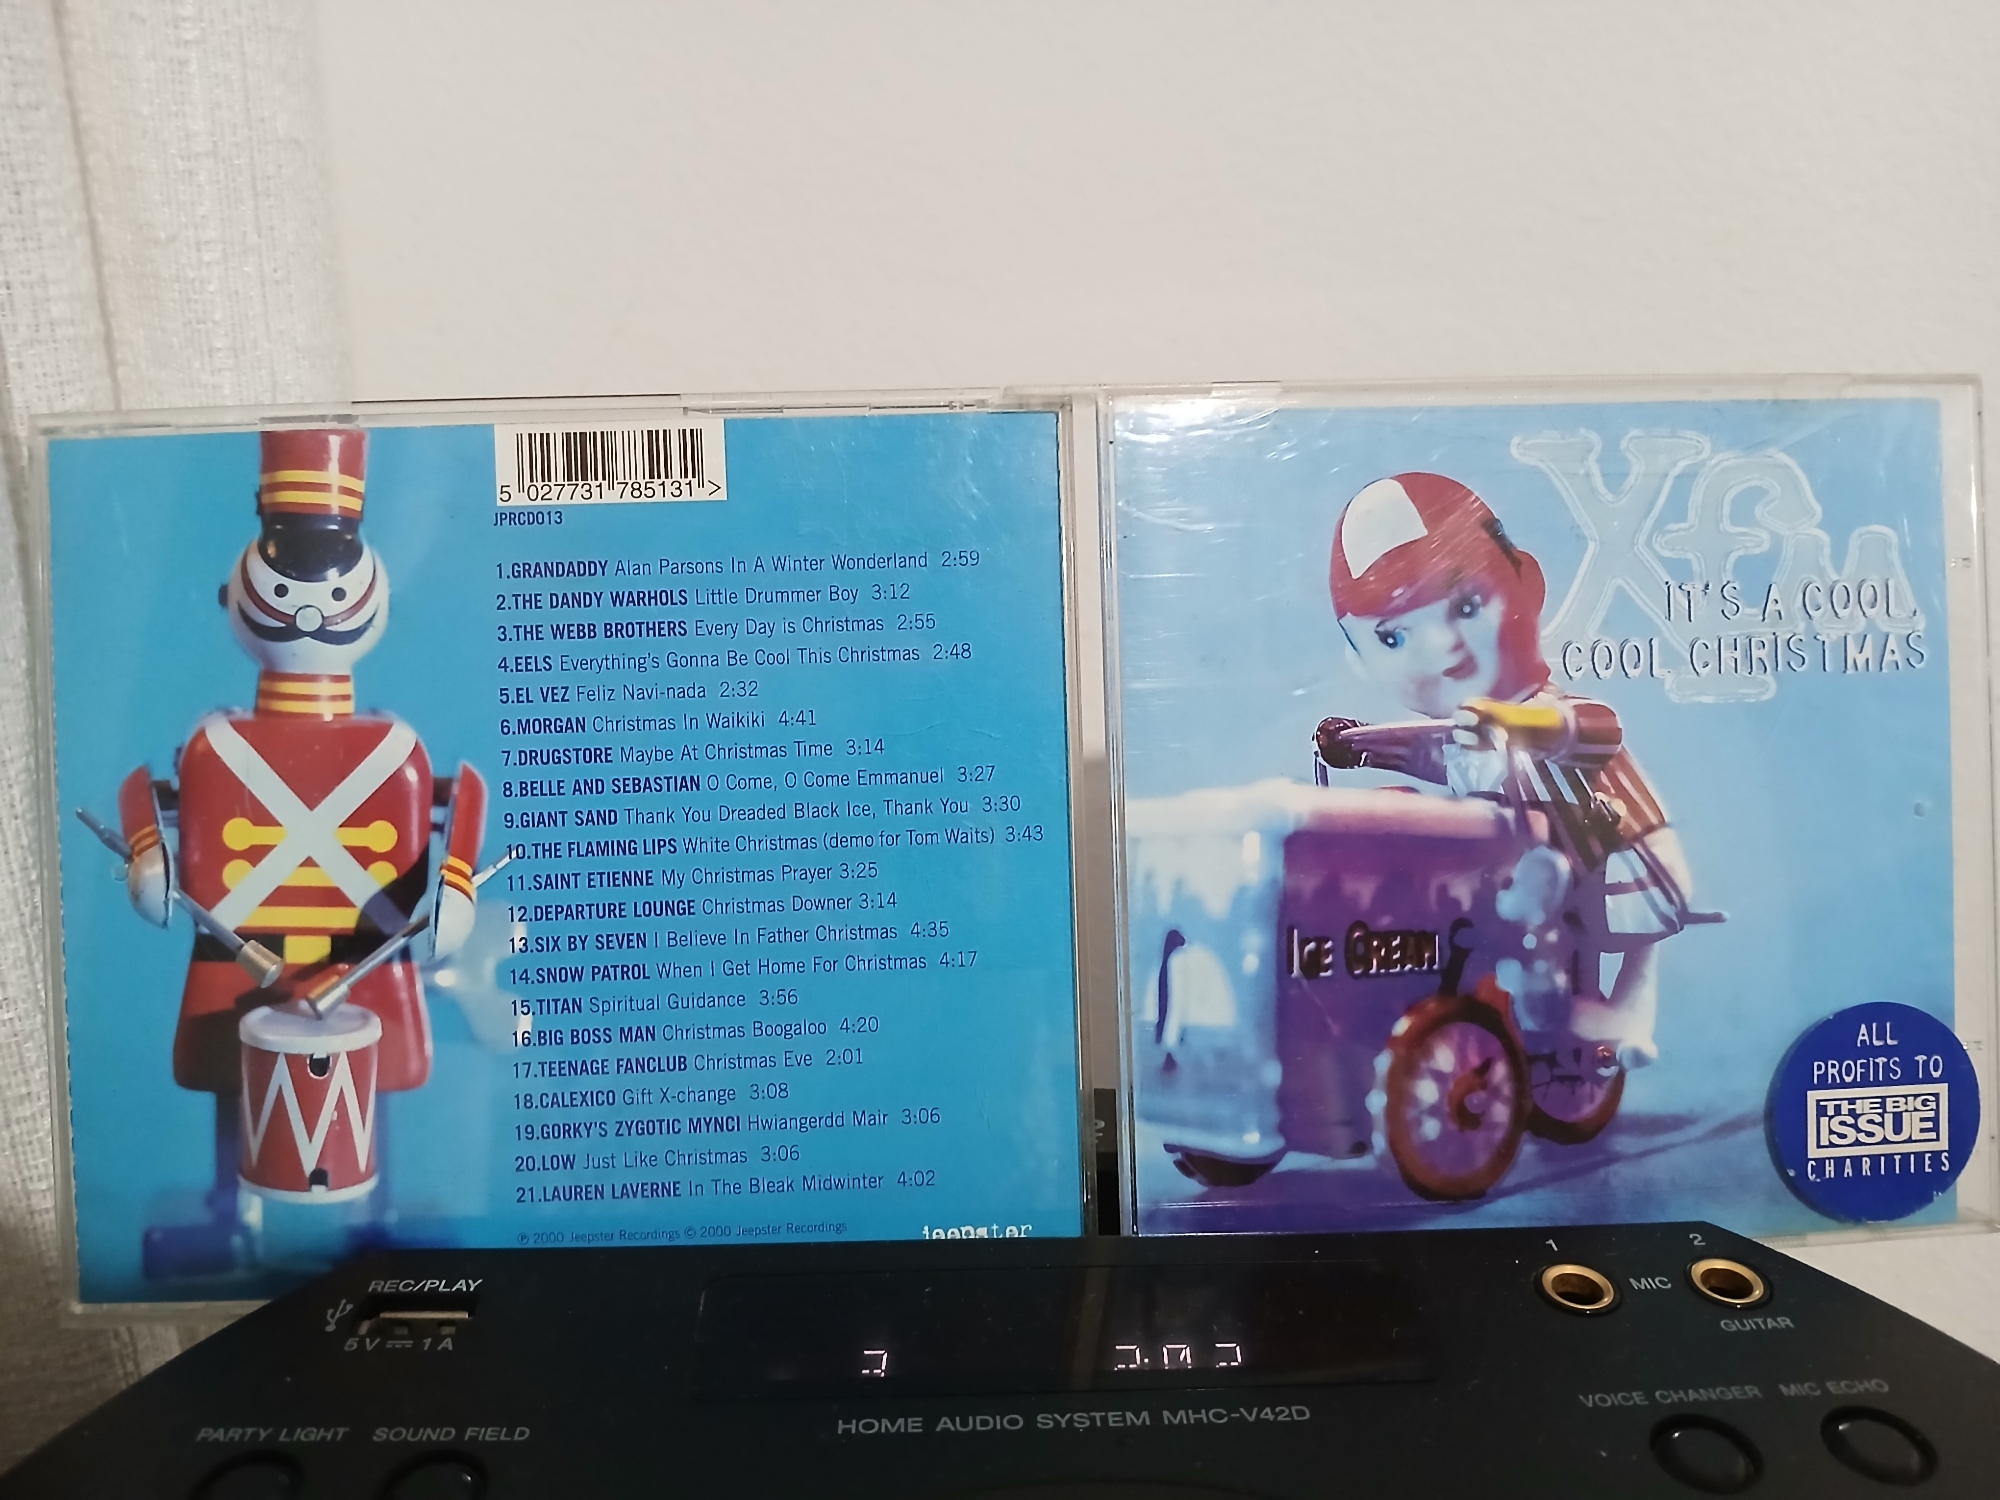 5 027731 785131 >
JPRCD013
1.GRANDADDY Alan Parsons In A Winter Wonderland 2:59
2.THE DANDY WARHOLS Little Drummer Boy 3:12
3.THE WEBB BROTHERS Every Day is Christmas 2:55
4.EELS Everything's Gonna Be Cool This Christmas 2:48
5.EL VEZ Feliz Navi-nada 2:32
6.MORGAN Christmas In Waikiki 4:41
7.DRUGSTORE Maybe At Christmas Time 3:14
8.BELLE AND SEBASTIAN O Come, O Come Emmanuel 3:27
9.GIANT SAND Thank You Dreaded Black Ice, Thank You 3:30
10.THE FLAMING LIPS White Christmas (demo for Tom Waits) 3:43
11.SAINT ETIENNE My Christmas Prayer 3:25
12.DEPARTURE LOUNGE Christmas Downer 3:14
13.SIX BY SEVEN I Believe In Father Christmas 4:35
14.SNOW PATROL When I Get Home For Christmas 4:17
15.TITAN Spiritual Guidance 3:56
16.BIG BOSS MAN Christmas Boogaloo 4:20
17.TEENAGE FANCLUB Christmas Eve 2:01
18.CALEXICO Gift X-change 3:08
19.GORKY'S ZYGOTIC MYNCI Hwiangerdd Mair 3:06
20.LOW Just Like Christmas 3:06
21.LAUREN LAVERNE In The Bleak Midwinter 4:02
℗ 2000 Jeepster Recordings © 2000 Jeepster Recordings
jeepster
Xfm
IT'S A COOL,
COOL CHRISTMAS
ICE CREAM
ALL
PROFITS TO
THE BIG
ISSUE
CHARITIES
REC/PLAY
5V 1A
1 2
MIC
GUITAR
HOME AUDIO SYSTEM MHC-V42D
VOICE CHANGER MIC ECHO
PARTY LIGHT SOUND FIELD